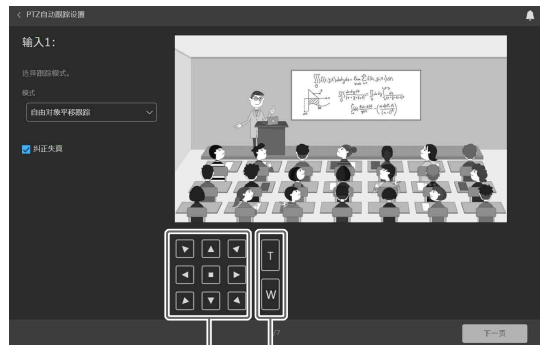 < PTZ自动跟踪设置
输入1:
选择跟踪模式。
模式
自由对象平移跟踪
纠正失真
T
W
/7
下一页